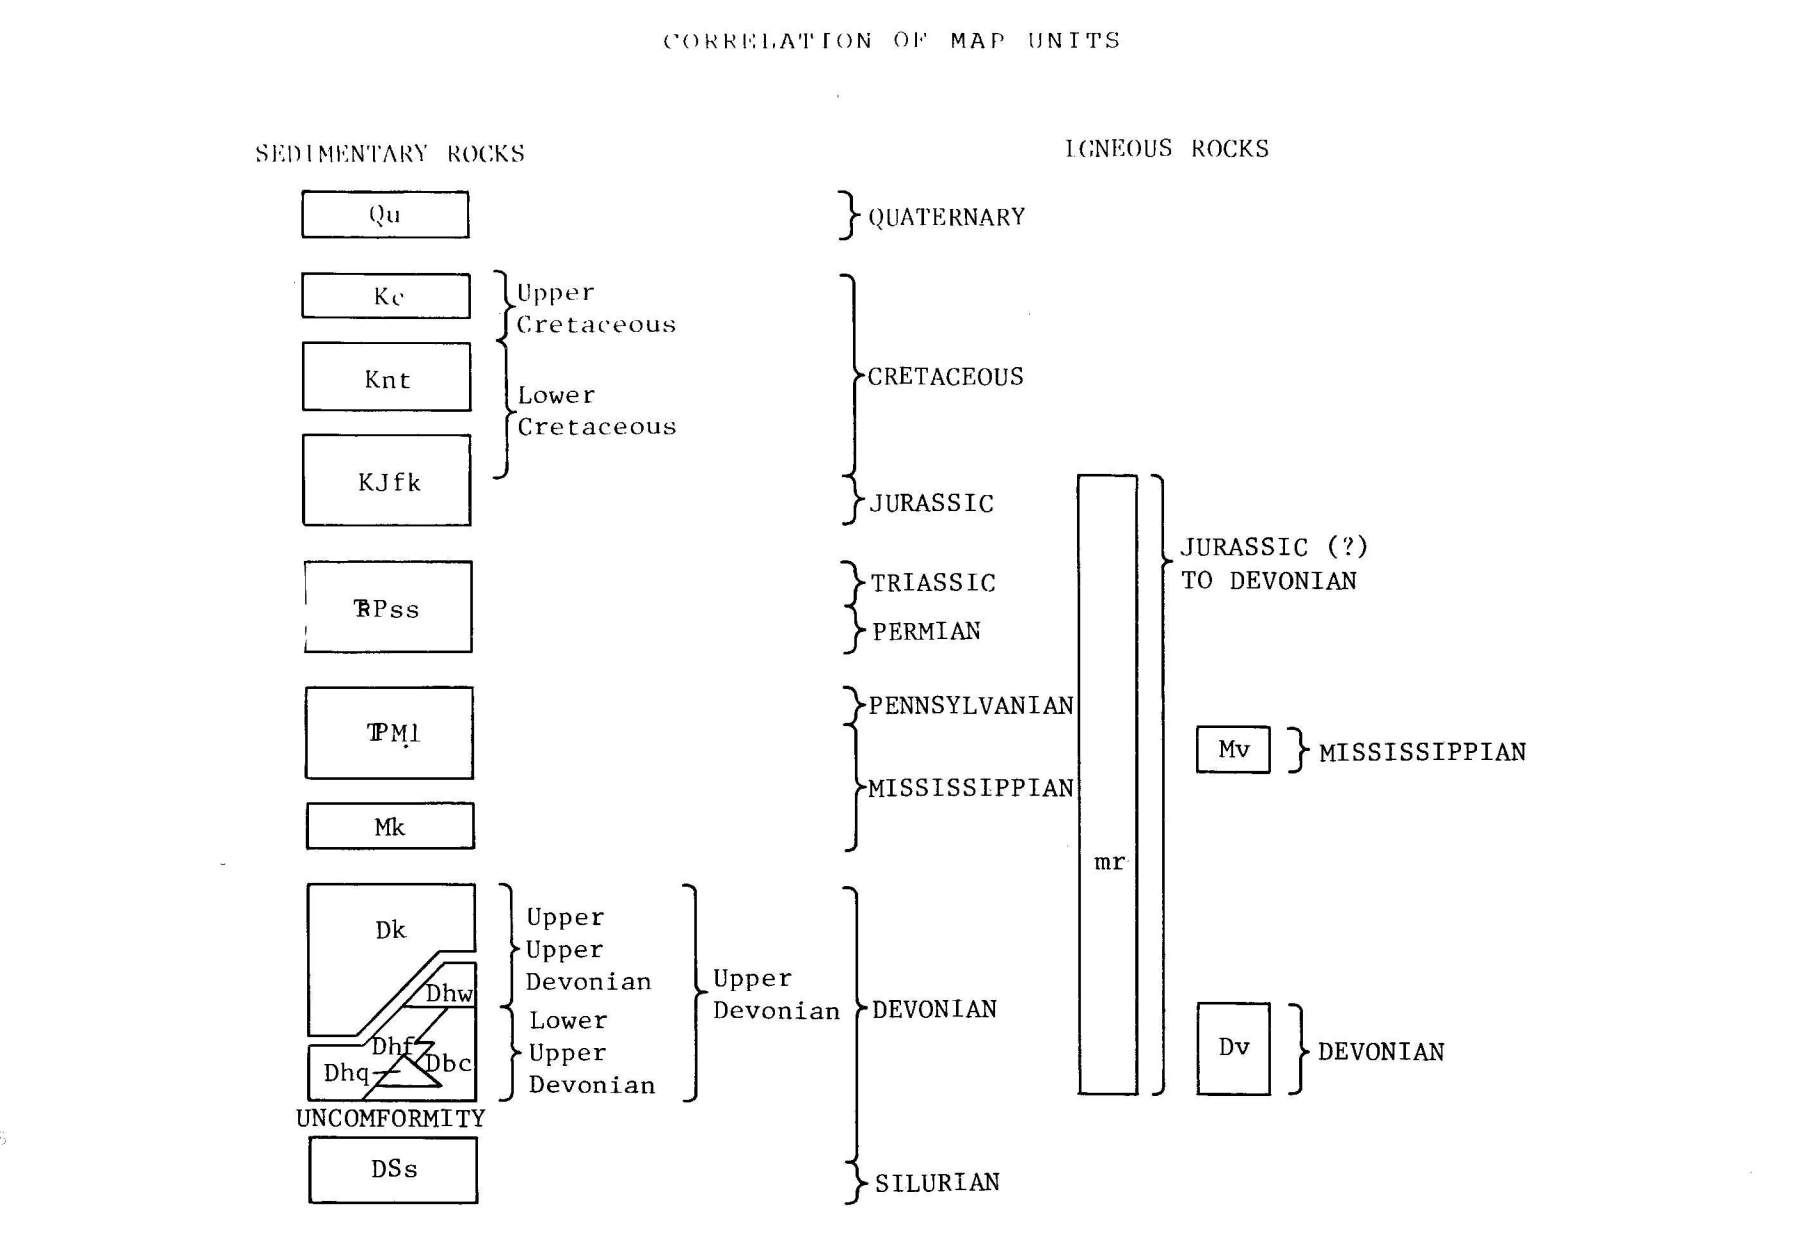 CORRELATION OF MAP UNITS
SEDIMENTARY ROCKS
IGNEOUS ROCKS
Qu
QUATERNARY
Kc
Upper
Cretaceous
Knt
Lower
Cretaceous
CRETACEOUS
KJfk
JURASSIC
JURASSIC (?)
TO DEVONIAN
TRPss
TRIASSIC
PERMIAN
IPMl
PENNSYLVANIAN
MISSISSIPPIAN
Mv
MISSISSIPPIAN
Mk
mr
Dk
Upper
Upper
Devonian
Dhw
Upper
Devonian
DEVONIAN
Lower
Upper
Devonian
Dhf
Dbc
Dhq
Dv
DEVONIAN
UNCOMFORMITY
DSs
SILURIAN